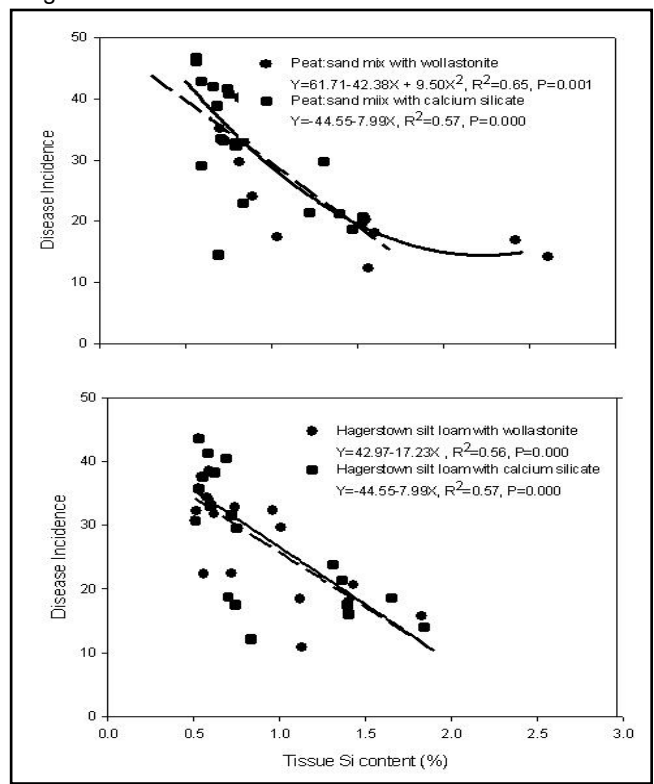 50
40
30
20
10
0
Disease Incidence
Peat:sand mix with wollastonite
Y=61.71-42.38X + 9.50X², R²=0.65, P=0.001
Peat:sand miix with calcium silicate
Y=-44.55-7.99X, R²=0.57, P=0.000
50
40
30
20
10
0
Disease Incidence
Hagerstown silt loam with wollastonite
Y=42.97-17.23X , R²=0.56, P=0.000
Hagerstown silt loam with calcium silicate
Y=-44.55-7.99X, R²=0.57, P=0.000
0.0 0.5 1.0 1.5 2.0 2.5 3.0
Tissue Si content (%)